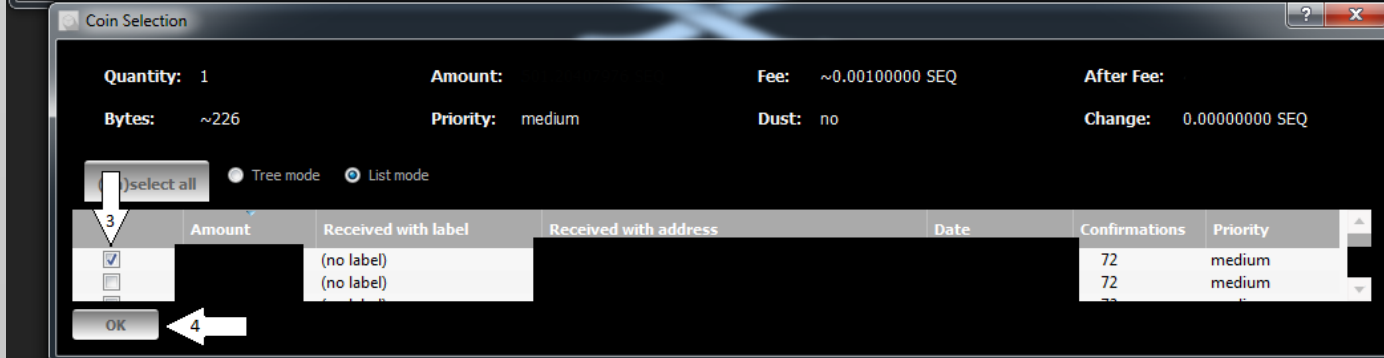 Coin Selection
Quantity: 1 Amount: Fee: ~0.00100000 SEQ After Fee:
Bytes: ~226 Priority: medium Dust: no Change: 0.00000000 SEQ
)select all Tree mode List mode
3
Amount Received with label Received with address Date Confirmations Priority
(no label) 72 medium
(no label) 72 medium
OK 4